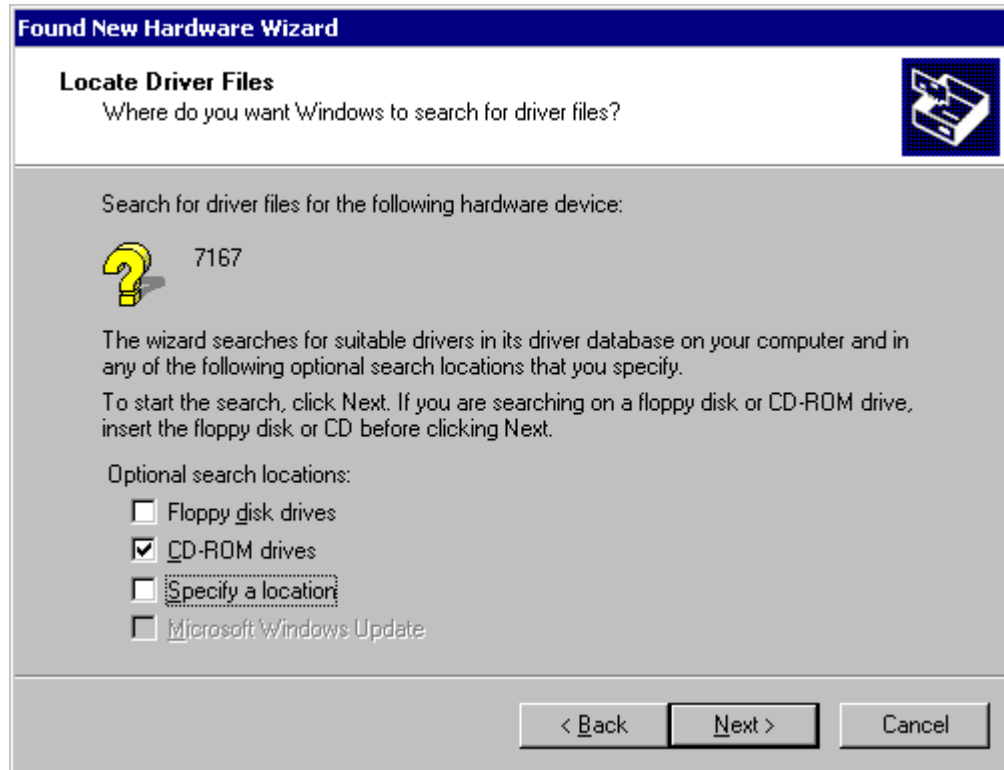 Found New Hardware Wizard
Locate Driver Files
Where do you want Windows to search for driver files?
Search for driver files for the following hardware device:
7167
The wizard searches for suitable drivers in its driver database on your computer and in
any of the following optional search locations that you specify.
To start the search, click Next. If you are searching on a floppy disk or CD-ROM drive,
insert the floppy disk or CD before clicking Next.
Optional search locations:
Floppy disk drives
CD-ROM drives
Specify a location
Microsoft Windows Update
< Back Next > Cancel